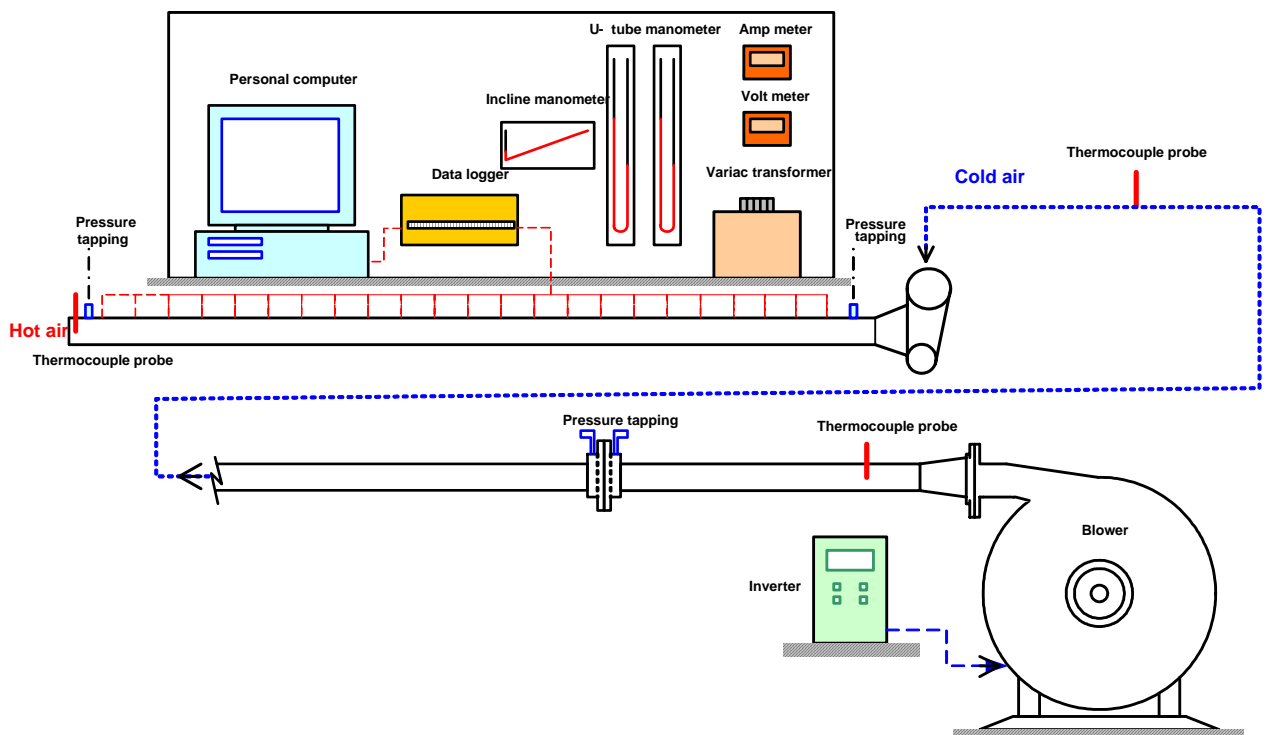 U- tube manometer
Amp meter
Personal computer
Incline manometer
Volt meter
Thermocouple probe
Data logger
Variac transformer
Cold air
Pressure
tapping
Pressure
tapping
Hot air
Thermocouple probe
Pressure tapping
Thermocouple probe
Blower
Inverter